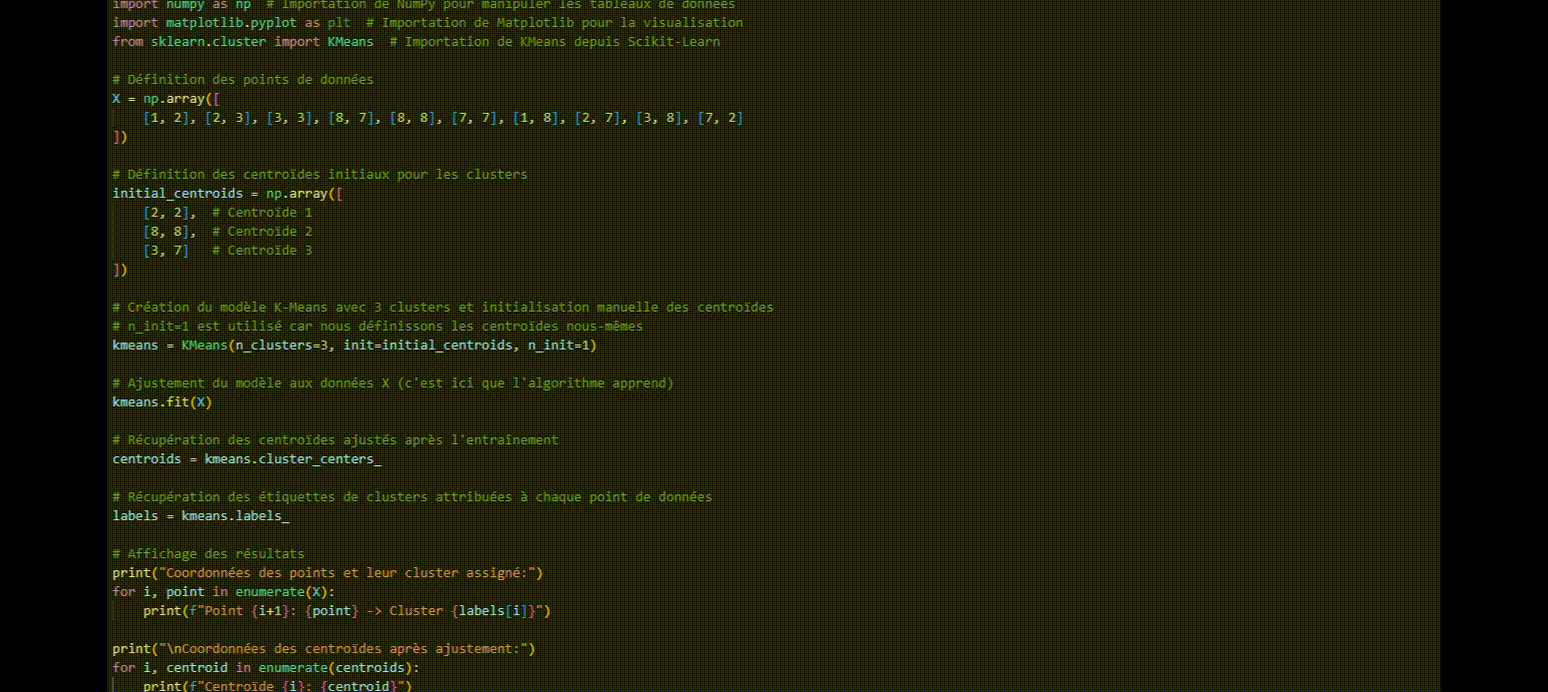 import numpy as np  # Importation de NumPy pour manipuler les tableaux de données
import matplotlib.pyplot as plt  # Importation de Matplotlib pour la visualisation
from sklearn.cluster import KMeans  # Importation de KMeans depuis Scikit-Learn
# Définition des points de données
X = np.array([
    [1, 2], [2, 3], [3, 3], [8, 7], [8, 8], [7, 7], [1, 8], [2, 7], [3, 8], [7, 2]
])
# Définition des centroïdes initiaux pour les clusters
initial_centroids = np.array([
    [2, 2],  # Centroïde 1
    [8, 8],  # Centroïde 2
    [3, 7]   # Centroïde 3
])
# Création du modèle K-Means avec 3 clusters et initialisation manuelle des centroïdes
# n_init=1 est utilisé car nous définissons les centroïdes nous-mêmes
kmeans = KMeans(n_clusters=3, init=initial_centroids, n_init=1)
# Ajustement du modèle aux données X (c'est ici que l'algorithme apprend)
kmeans.fit(X)
# Récupération des centroïdes ajustés après l'entraînement
centroids = kmeans.cluster_centers_
# Récupération des étiquettes de clusters attribuées à chaque point de données
labels = kmeans.labels_
# Affichage des résultats
print("Coordonnées des points et leur cluster assigné:")
for i, point in enumerate(X):
    print(f"Point {i+1}: {point} -> Cluster {labels[i]}")
print("\nCoordonnées des centroïdes après ajustement:")
for i, centroid in enumerate(centroids):
    print(f"Centroïde {i}: {centroid}")